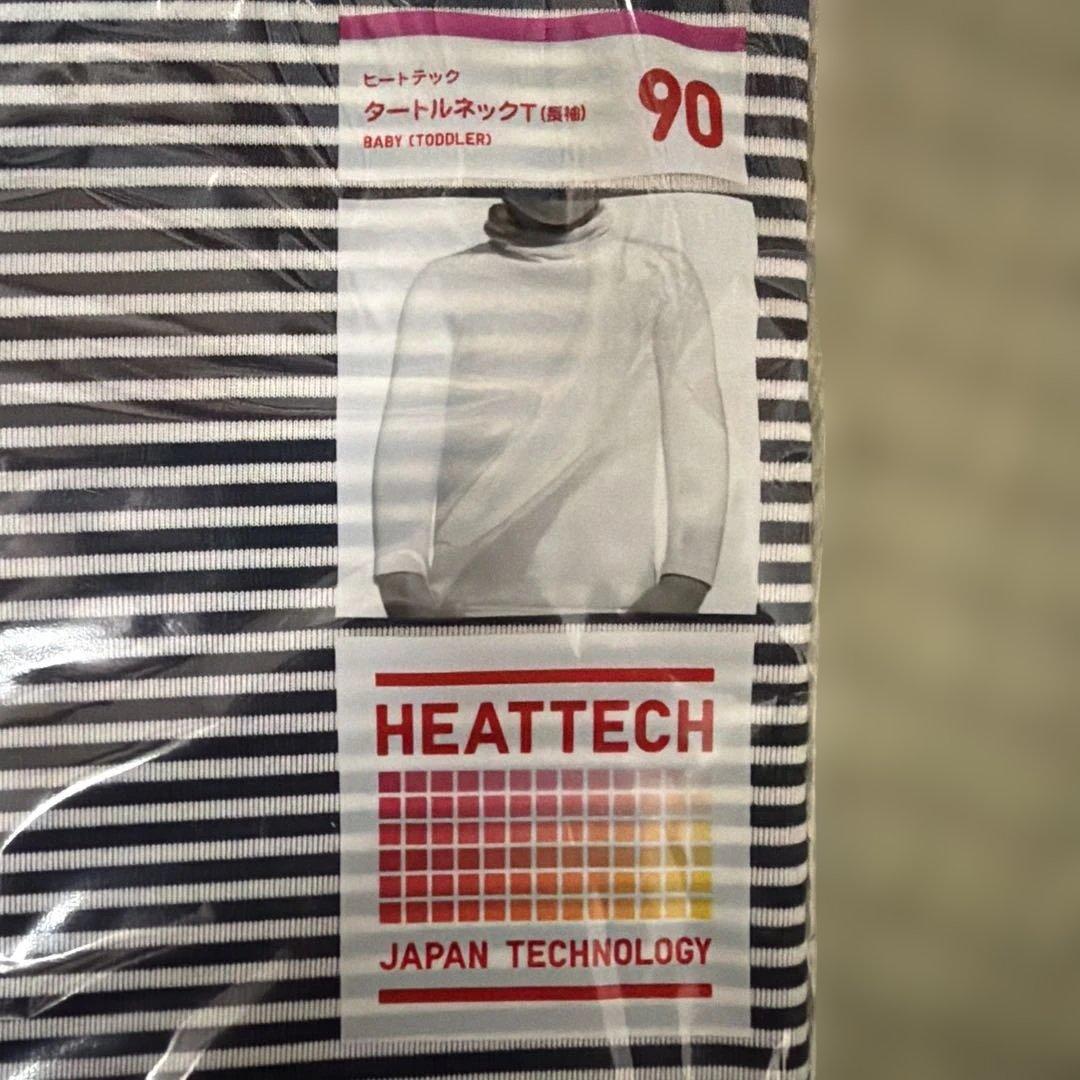 ヒートテック
タートルネックT(長袖)
BABY (TODDLER)
90
HEATTECH
JAPAN TECHNOLOGY